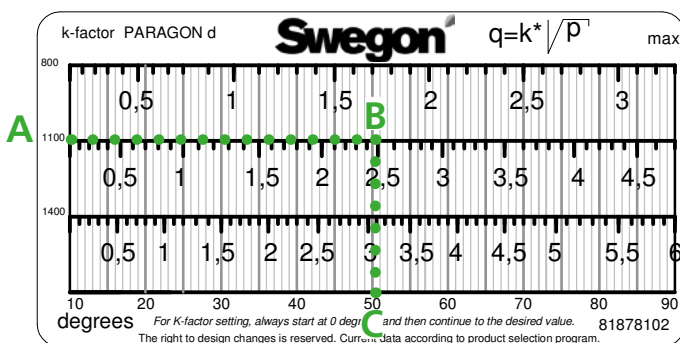 k-factor PARAGON d Swegon q=k*√p max
800
0,5 1 1,5 2 2,5 3
A B
1100
0,5 1 1,5 2 2,5 3 3,5 4 4,5
1400
0,5 1 1,5 2 2,5 3 3,5 4 4,5 5 5,5 6
10 20 30 40 50 60 70 80 90
degrees For K-factor setting, always start at 0 degr and then continue to the desired value. 81878102
C
The right to design changes is reserved. Current data according to product selection program.